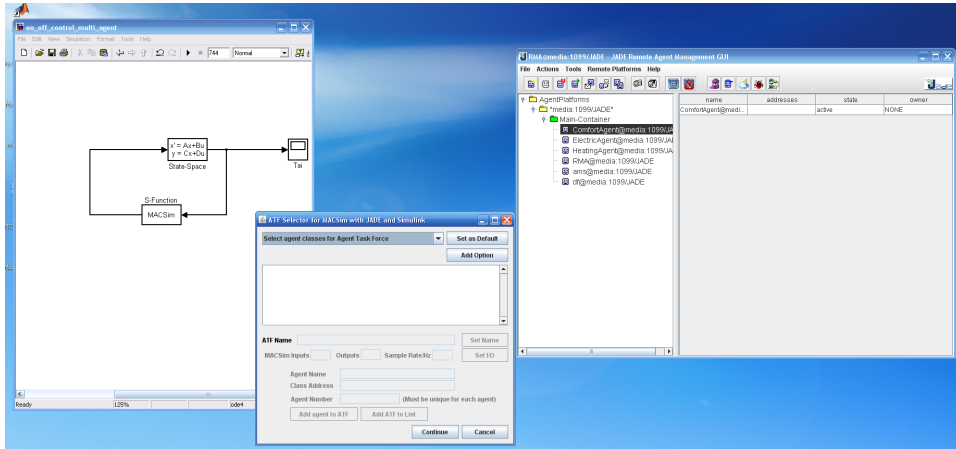 on_off_control_multi_agent
File Edit View Simulation Format Tools Help
744
Normal
x' = Ax+Bu
y = Cx+Du
State-Space
Tai
S-Function
MACSim
Ready
125%
ode4
ATF Selector for MACSim with JADE and Simulink
Select agent classes for Agent Task Force
Set as Default
Add Option
ATF Name
Set Name
MACSim Inputs
Outputs
Sample Rate/Hz
Set I/O
Agent Name
Class Address
Agent Number
(Must be unique for each agent)
Add agent to ATF
Add ATF to List
Continue
Cancel
RMA@media:1099/JADE - JADE Remote Agent Management GUI
File Actions Tools Remote Platforms Help
AgentPlatforms
"media:1099/JADE"
Main-Container
ComfortAgent@media:1099/JA
ElectricAgent@media:1099/JA
HeatingAgent@media:1099/JA
RMA@media:1099/JADE
ams@media:1099/JADE
df@media:1099/JADE
name addresses state owner
ComfortAgent@medi... active NONE